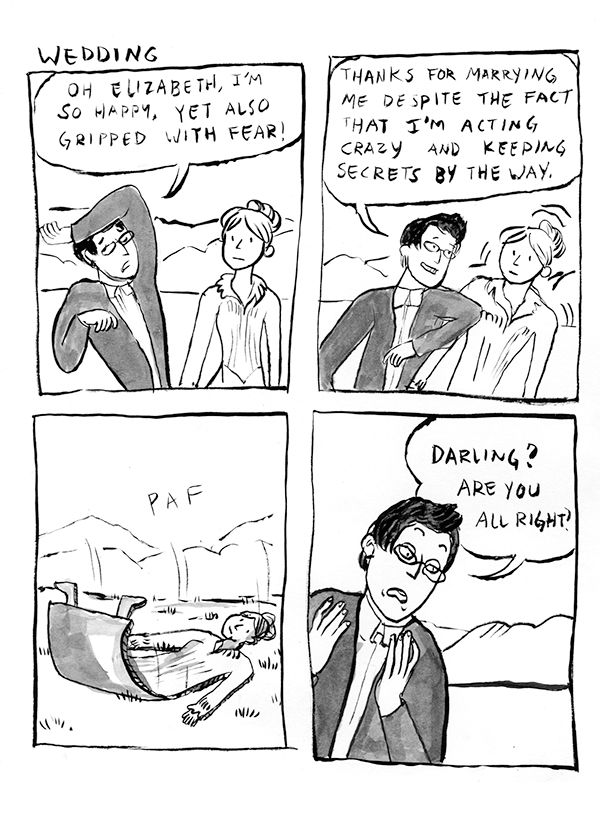 WEDDING
OH ELIZABETH, I'M
SO HAPPY, YET ALSO
GRIPPED WITH FEAR!
THANKS FOR MARRYING
ME DESPITE THE FACT
THAT I'M ACTING
CRAZY AND KEEPING
SECRETS BY THE WAY.
PAF
DARLING?
ARE YOU
ALL RIGHT?